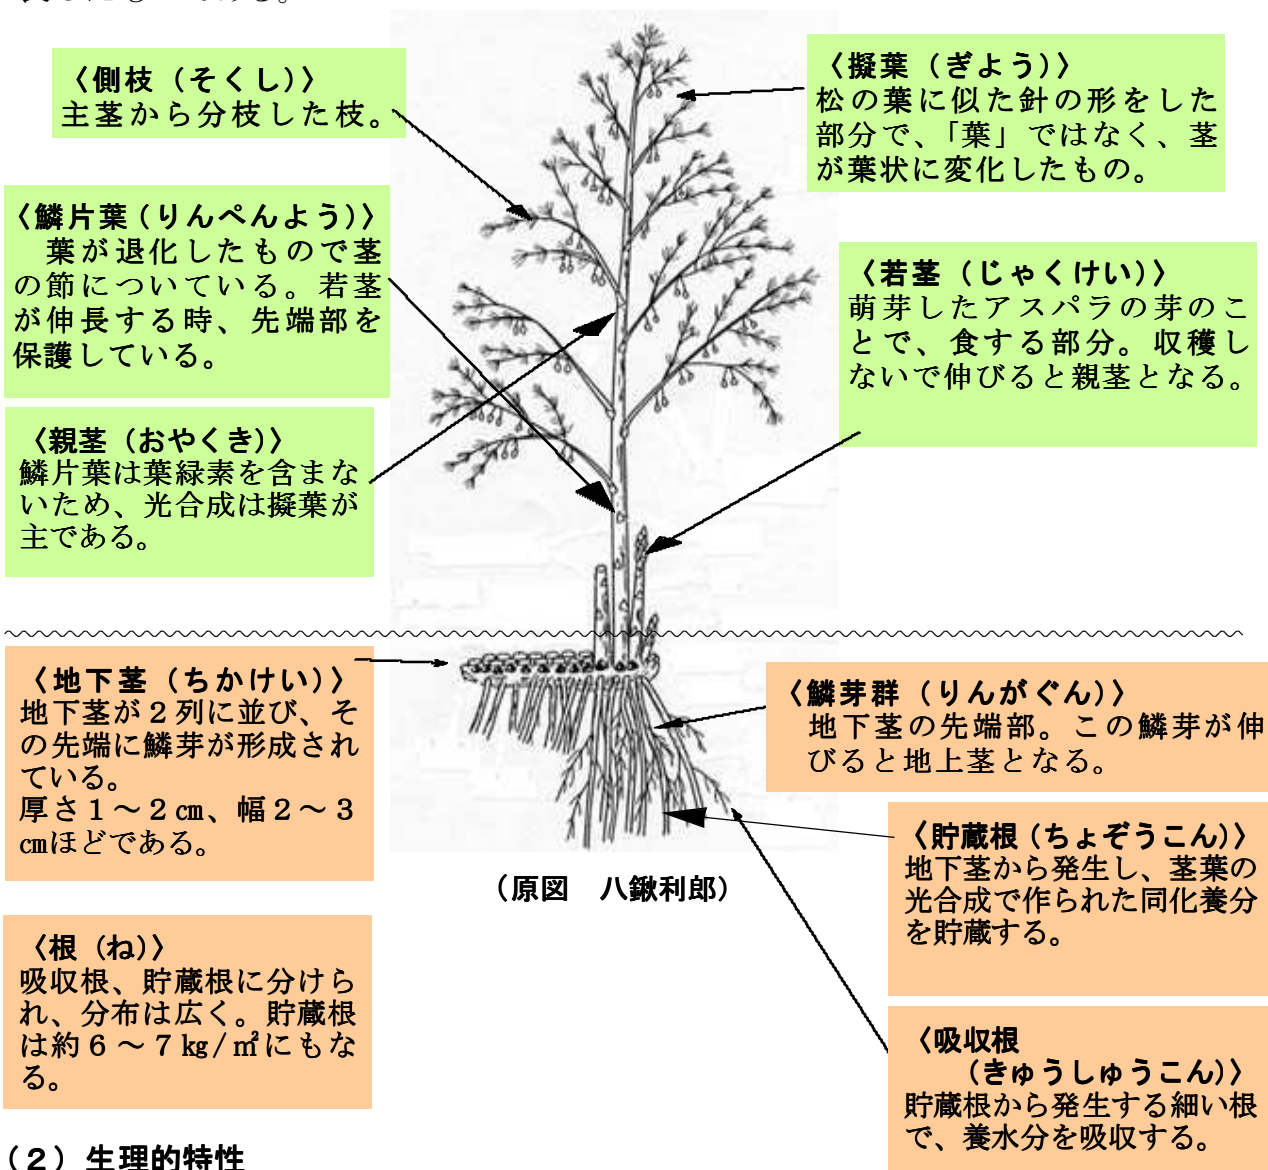 〈側枝（そくし）〉
主茎から分枝した枝。
〈擬葉（ぎよう）〉
松の葉に似た針の形をした
部分で、「葉」ではなく、茎
が葉状に変化したもの。
〈鱗片葉（りんぺんよう）〉
葉が退化したもので茎
の節についている。若茎
が伸長する時、先端部を
保護している。
〈若茎（じゃくけい）〉
萌芽したアスパラの芽のこ
とで、食する部分。収穫し
ないで伸びると親茎となる。
〈親茎（おやくき）〉
鱗片葉は葉緑素を含まな
いため、光合成は擬葉が
主である。
〈地下茎（ちかけい）〉
地下茎が２列に並び、そ
の先端に鱗芽が形成され
ている。
厚さ１～２㎝、幅２～３
㎝ほどである。
〈鱗芽群（りんがぐん）〉
地下茎の先端部。この鱗芽が伸
びると地上茎となる。
〈貯蔵根（ちょぞうこん）〉
地下茎から発生し、茎葉の
光合成で作られた同化養分
を貯蔵する。
（原図　八鍬利郎）
〈根（ね）〉
吸収根、貯蔵根に分けら
れ、分布は広く。貯蔵根
は約６～７㎏/㎡にもな
る。
〈吸収根
（きゅうしゅうこん）〉
貯蔵根から発生する細い根
で、養水分を吸収する。
（２）生理的特性